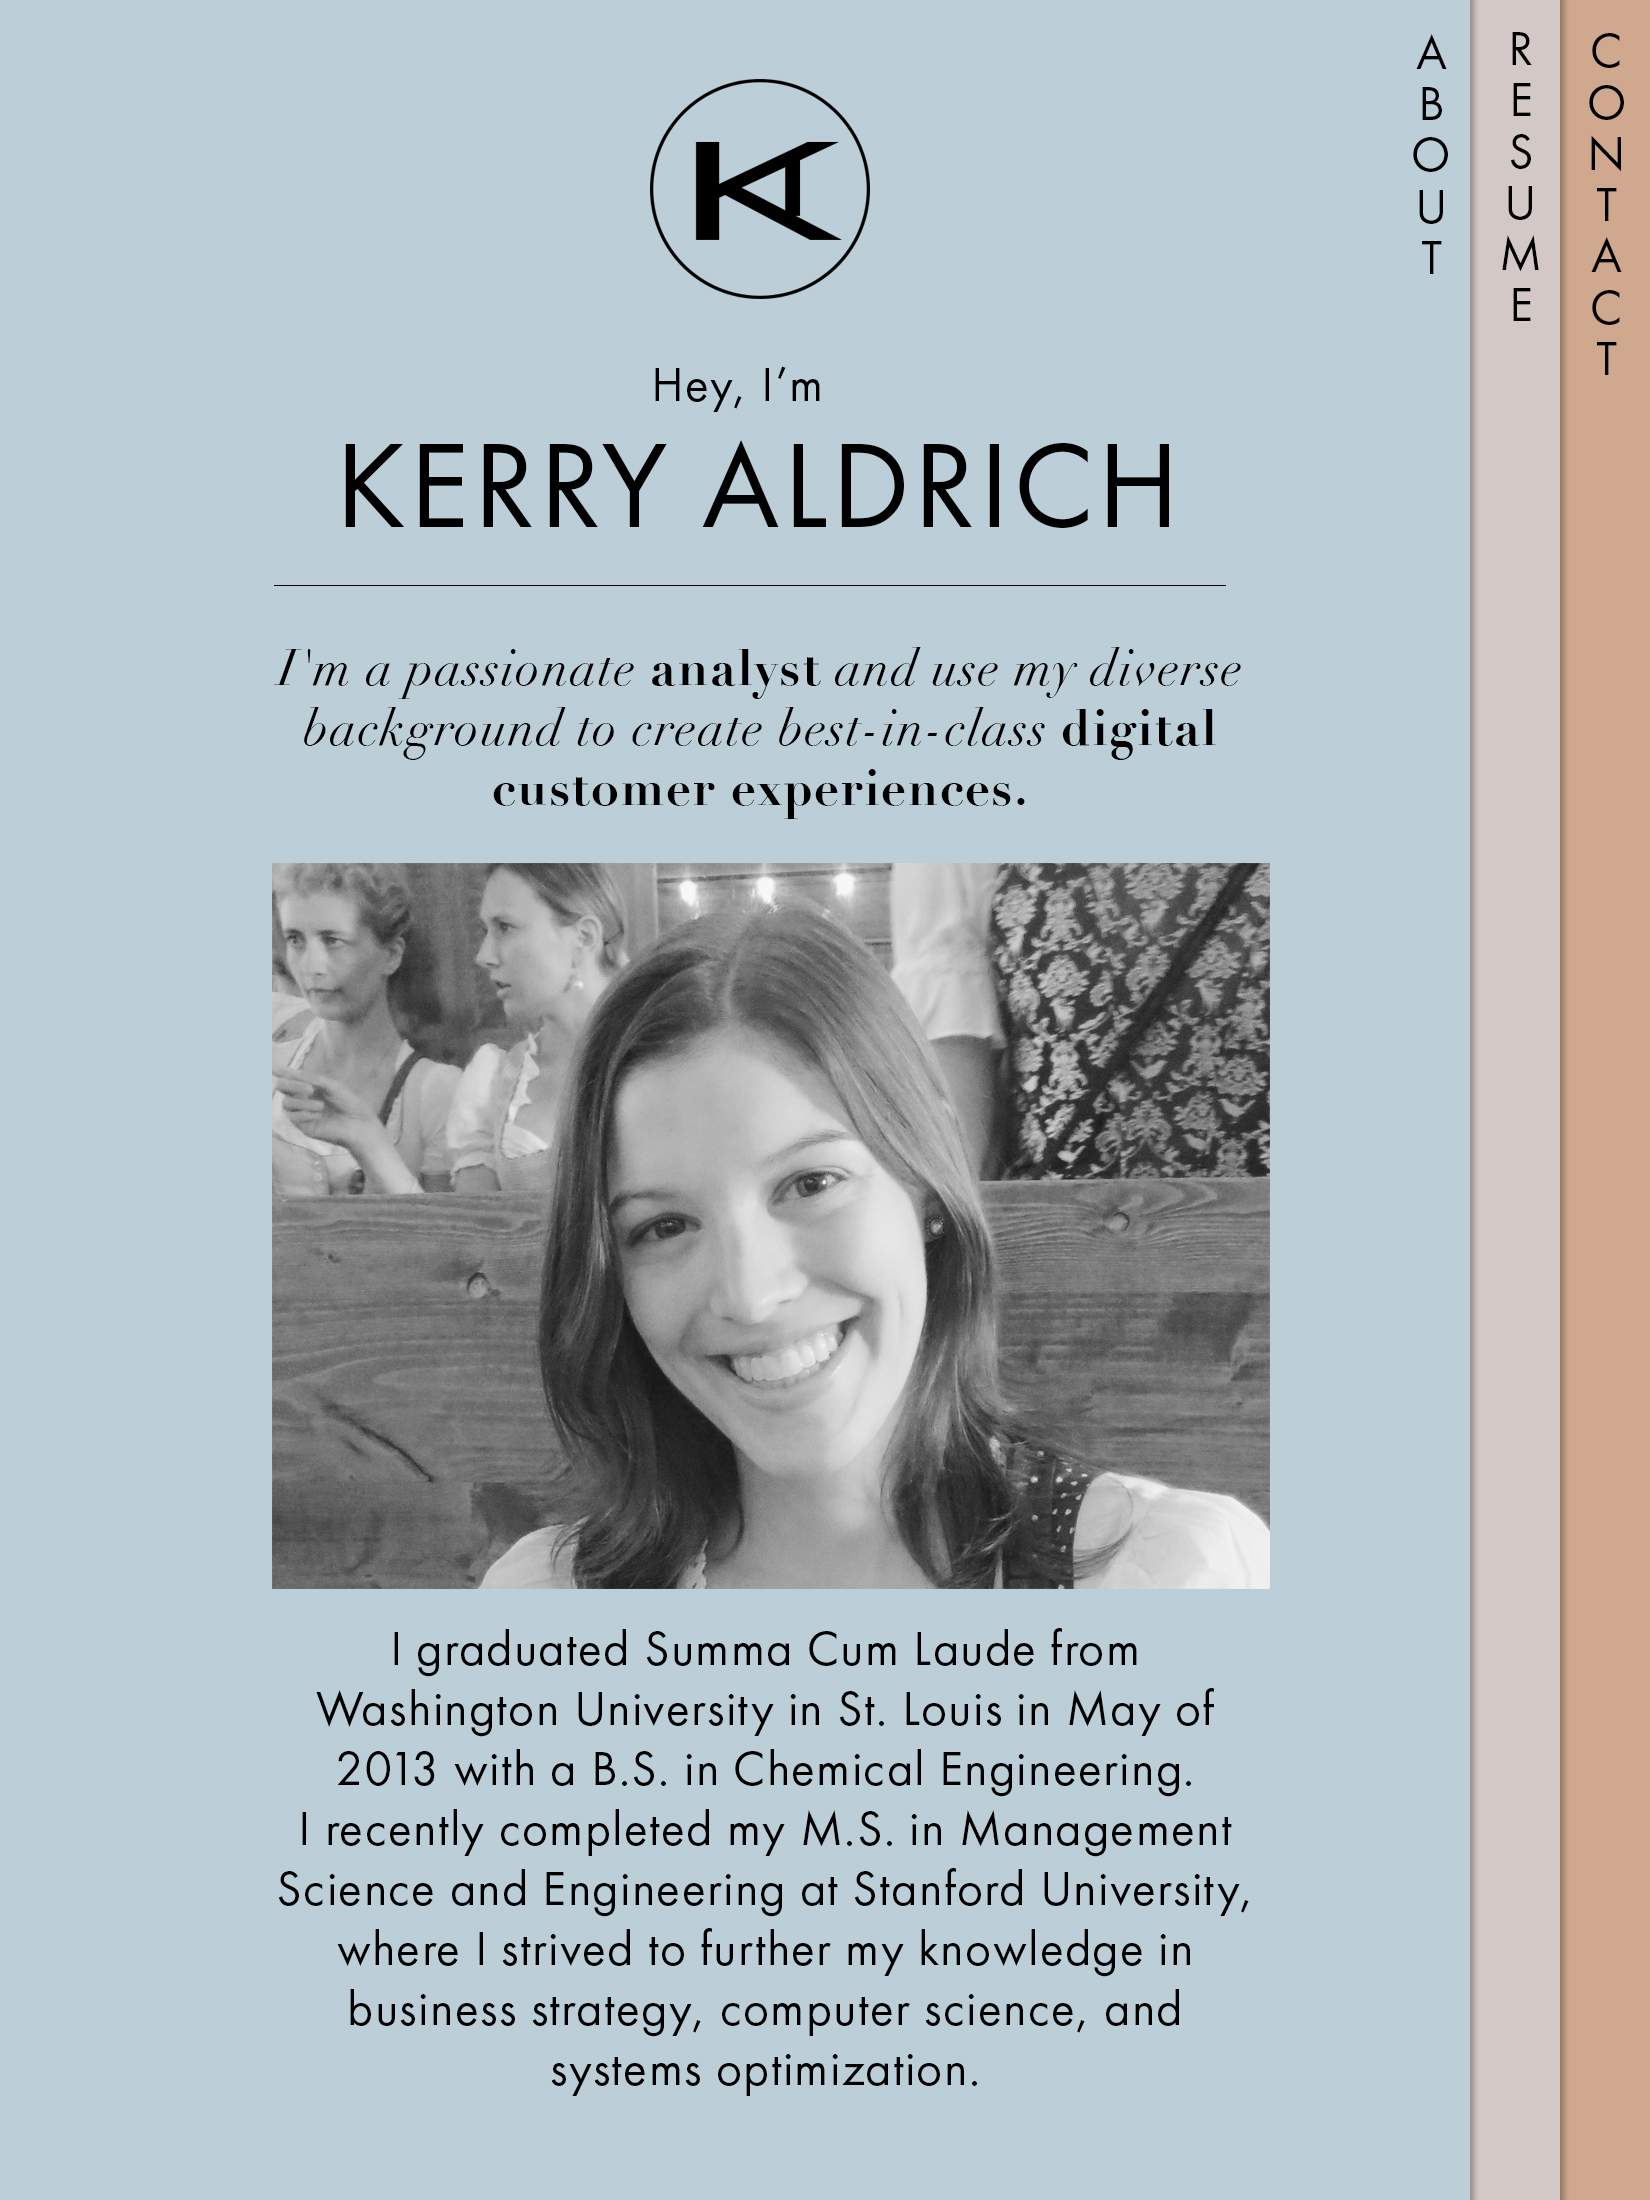 KA
Hey, I’m
KERRY ALDRICH
I'm a passionate analyst and use my diverse
background to create best-in-class digital
customer experiences.
I graduated Summa Cum Laude from
Washington University in St. Louis in May of
2013 with a B.S. in Chemical Engineering.
I recently completed my M.S. in Management
Science and Engineering at Stanford University,
where I strived to further my knowledge in
business strategy, computer science, and
systems optimization.
ABOUT
RESUME
CONTACT